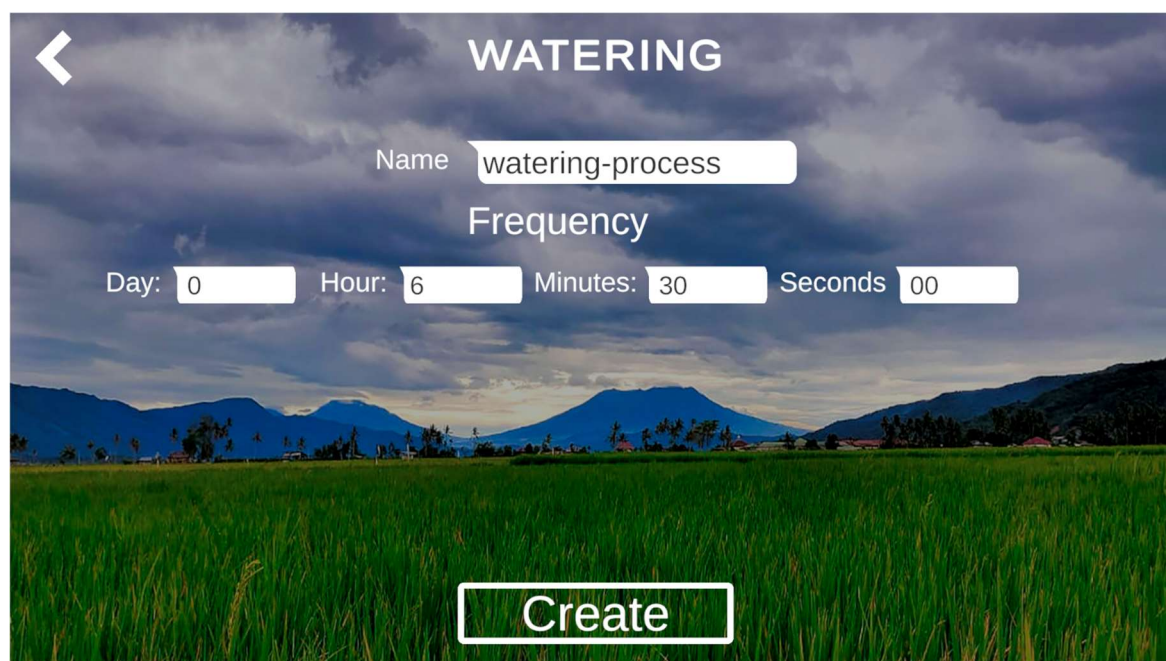 WATERING
Name watering-process
Frequency
Day: 0 Hour: 6 Minutes: 30 Seconds 00
Create